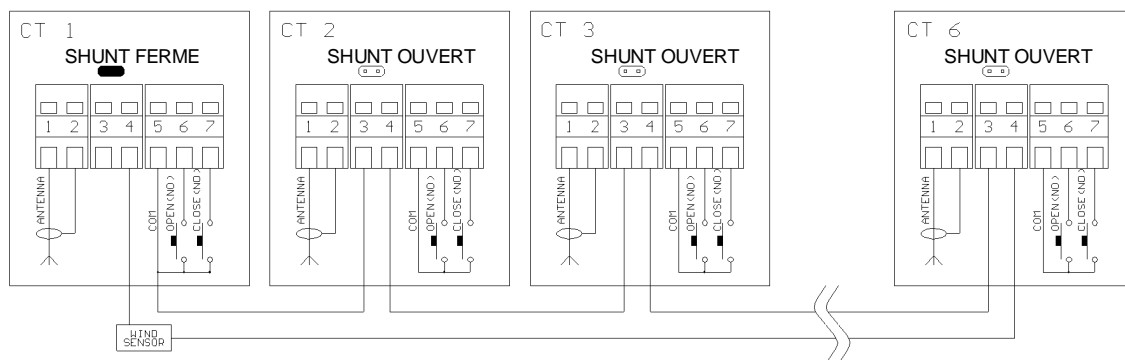 CT 1
SHUNT FERME
1 2 3 4 5 6 7
ANTENNA
COM
OPEN(NO)
CLOSE(NO)
CT 2
SHUNT OUVERT
1 2 3 4 5 6 7
ANTENNA
COM
OPEN(NO)
CLOSE(NO)
CT 3
SHUNT OUVERT
1 2 3 4 5 6 7
ANTENNA
COM
OPEN(NO)
CLOSE(NO)
CT 6
SHUNT OUVERT
1 2 3 4 5 6 7
ANTENNA
COM
OPEN(NO)
CLOSE(NO)
WIND
SENSOR